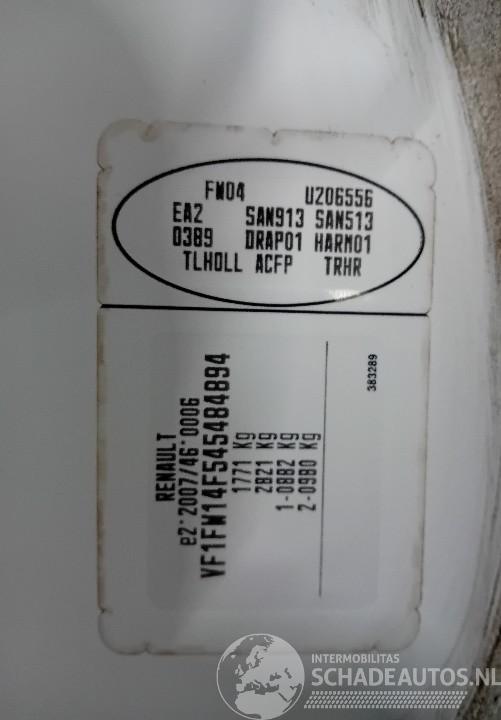 FW04 U206556
EA2 SAN913 SAN513
0389 DRAP01 HARM01
TLHOLL ACFP TRHR
RENAULT
e2*2007/46*0006
VF1FW14F545484894
1771 Kg
2821 Kg
1-0882 Kg
2-0980 Kg
383289
INTERMOBILITAS
SCHADEAUTOS.NL